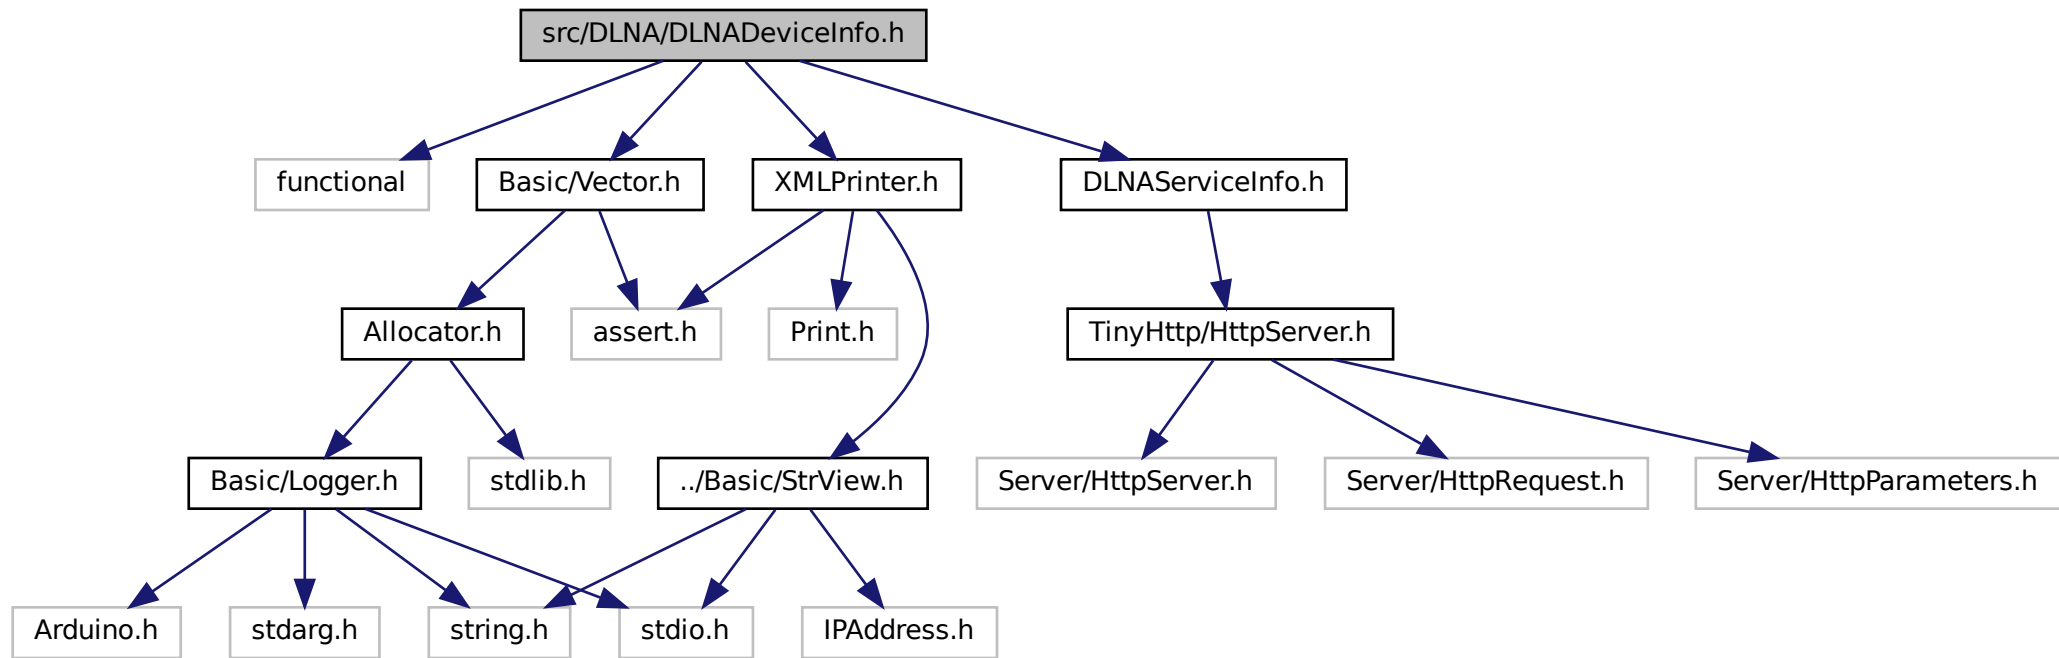 src/DLNA/DLNADeviceInfo.h
functional
Basic/Vector.h
XMLPrinter.h
DLNAServiceInfo.h
Allocator.h
assert.h
Print.h
TinyHttp/HttpServer.h
Basic/Logger.h
stdlib.h
../Basic/StrView.h
Server/HttpServer.h
Server/HttpRequest.h
Server/HttpParameters.h
Arduino.h
stdarg.h
string.h
stdio.h
IPAddress.h